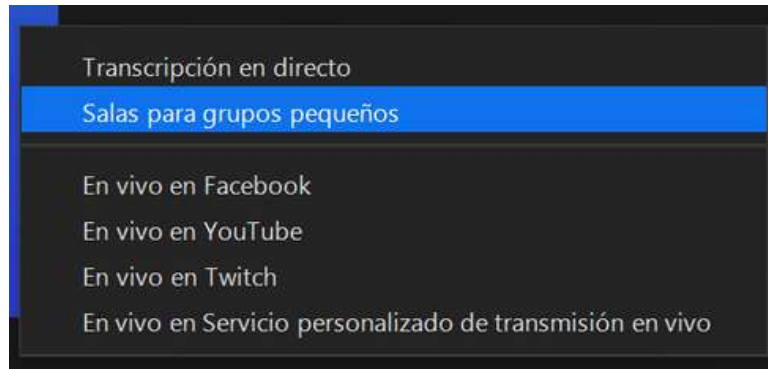 Transcripción en directo
Salas para grupos pequeños
En vivo en Facebook
En vivo en YouTube
En vivo en Twitch
En vivo en Servicio personalizado de transmisión en vivo